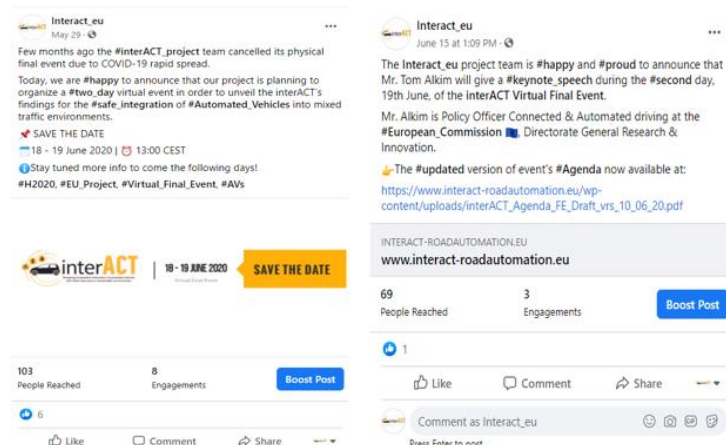 Interact_eu
May 29 ·
Few months ago the #interACT_project team cancelled its physical
final event due to COVID-19 rapid spread.
Today, we are #happy to announce that our project is planning to
organize a #two_day virtual event in order to unveil the interACT's
findings for the #safe_integration of #Automated_Vehicles into mixed
traffic environments.
SAVE THE DATE
18 - 19 June 2020 | 13:00 CEST
Stay tuned more info to come the following days!
#H2020, #EU_Project, #Virtual_Final_Event, #AVs
interACT
18 - 19 JUNE 2020
SAVE THE DATE
103
People Reached
8
Engagements
Boost Post
6
Like
Comment
Share
Interact_eu
June 15 at 1:09 PM ·
The Interact_eu project team is #happy and #proud to announce that
Mr. Tom Alkim will give a #keynote_speech during the #second day,
19th June, of the interACT Virtual Final Event.
Mr. Alkim is Policy Officer Connected & Automated driving at the
#European_Commission , Directorate General Research &
Innovation.
The #updated version of event's #Agenda now available at:
https://www.interact-roadautomation.eu/wp-
content/uploads/interACT_Agenda_FE_Draft_vrs_10_06_20.pdf
INTERACT-ROADAUTOMATION.EU
www.interact-roadautomation.eu
69
People Reached
3
Engagements
Boost Post
1
Like
Comment
Share
Comment as Interact_eu
Press Enter to post.